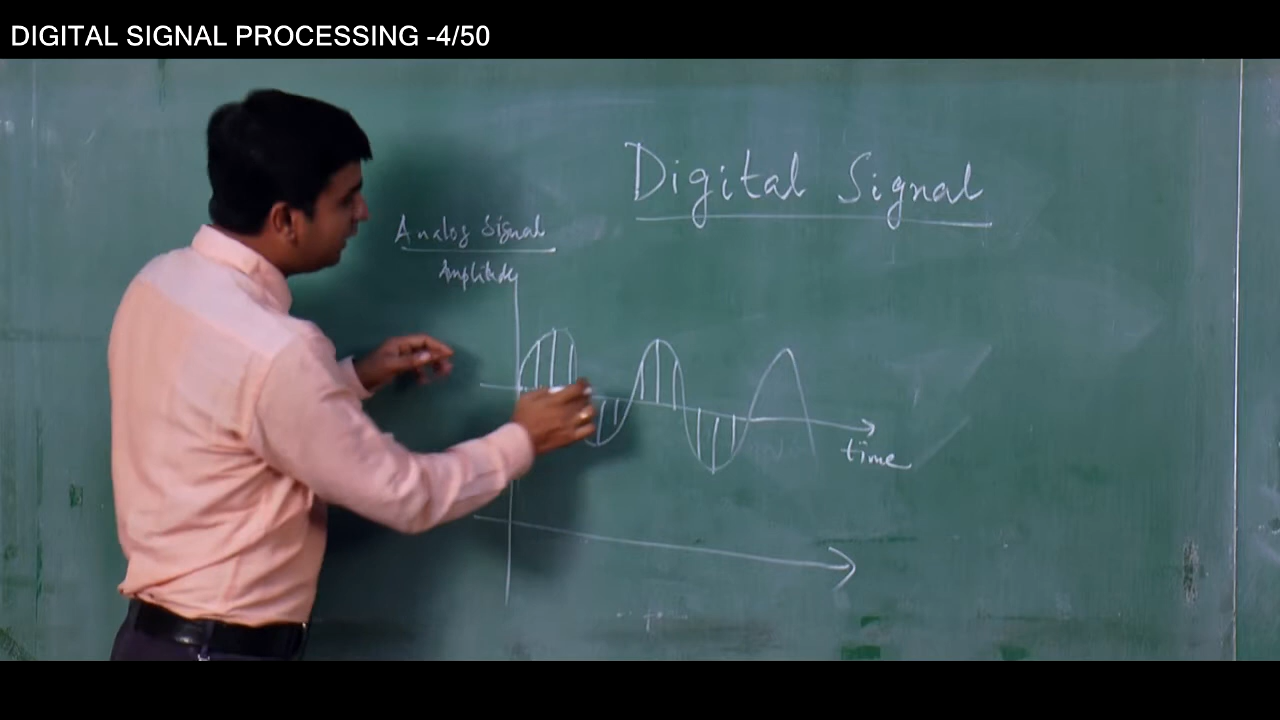 DIGITAL SIGNAL PROCESSING -4/50
Digital Signal
Analog Signal
Amplitude
time